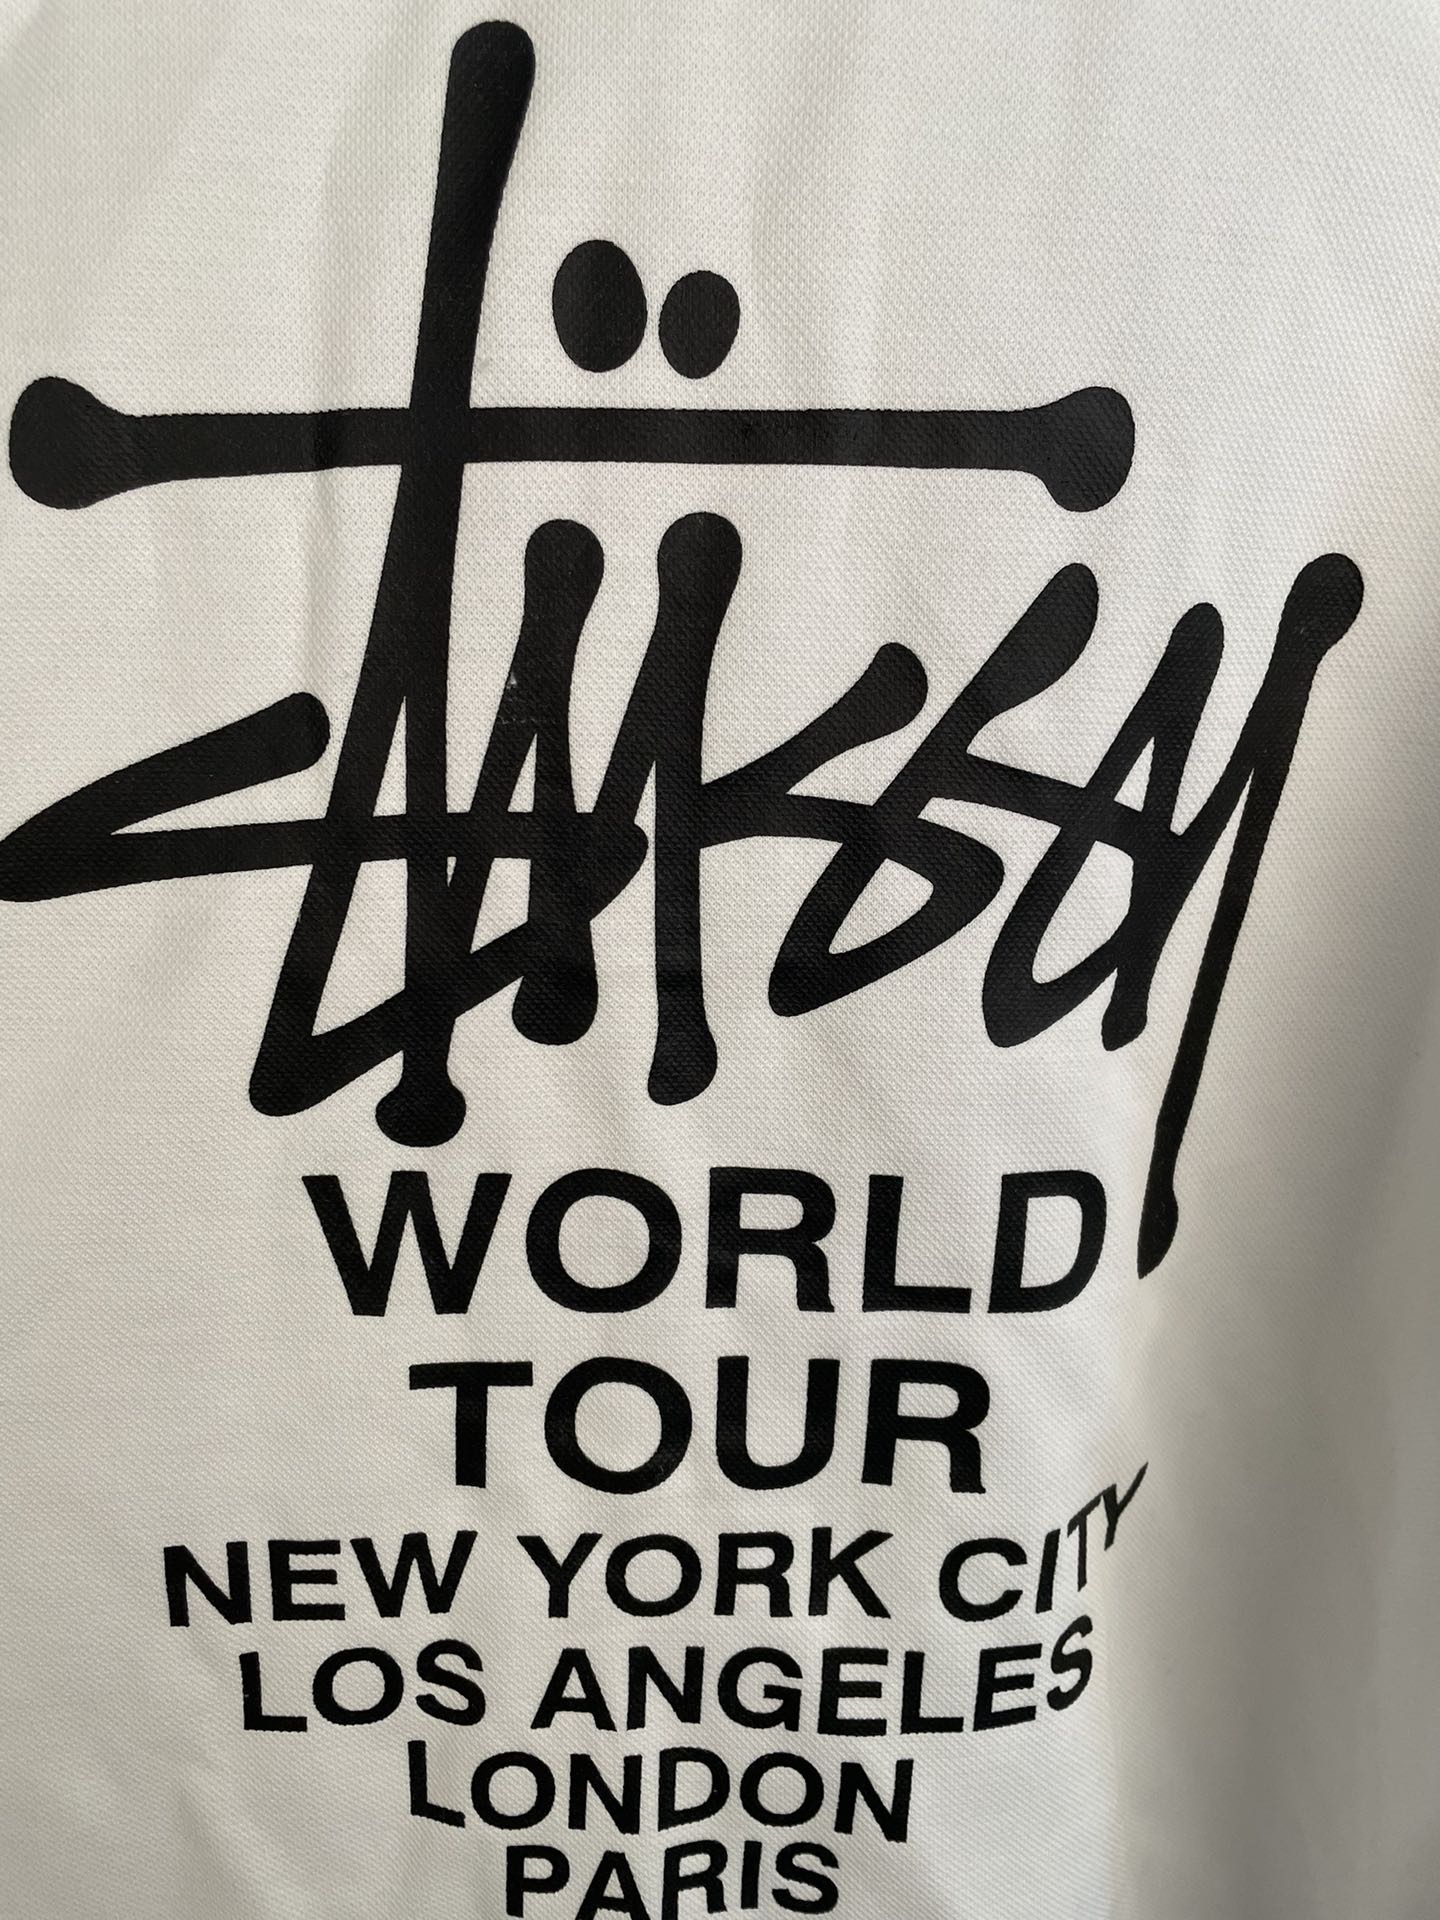 Stüssy
WORLD
TOUR
NEW YORK CITY
LOS ANGELES
LONDON
PARIS